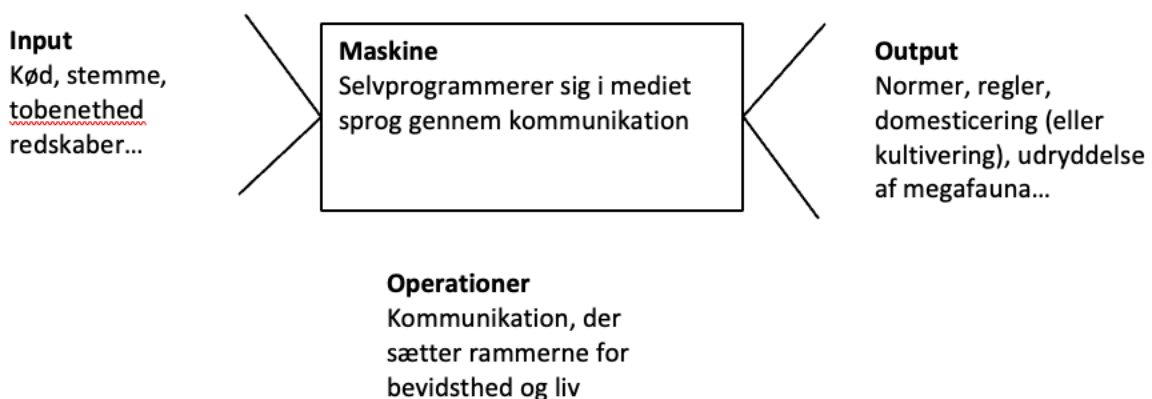 Input
Kød, stemme,
tobenethed
redskaber…
Maskine
Selvprogrammerer sig i mediet
sprog gennem kommunikation
Output
Normer, regler,
domesticering (eller
kultivering), udryddelse
af megafauna…
Operationer
Kommunikation, der
sætter rammerne for
bevidsthed og liv